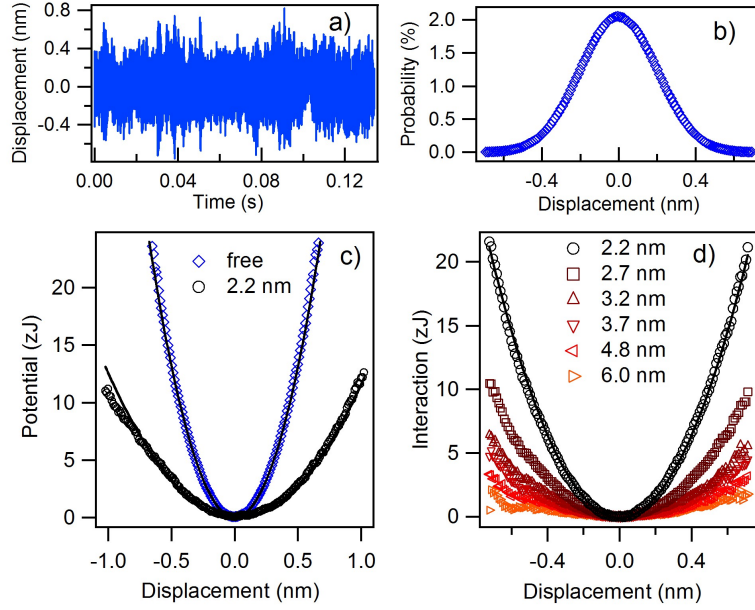 a)
Displacement (nm)
0.8
0.4
0.0
-0.4
0.00
0.04
0.08
0.12
Time (s)
b)
Probability (%)
2.0
1.5
1.0
0.5
0.0
-0.4
0.0
0.4
Displacement (nm)
c)
free
2.2 nm
Potential (zJ)
20
15
10
5
0
-1.0
-0.5
0.0
0.5
1.0
Displacement (nm)
d)
2.2 nm
2.7 nm
3.2 nm
3.7 nm
4.8 nm
6.0 nm
Interaction (zJ)
20
15
10
5
0
-0.4
0.0
0.4
Displacement (nm)